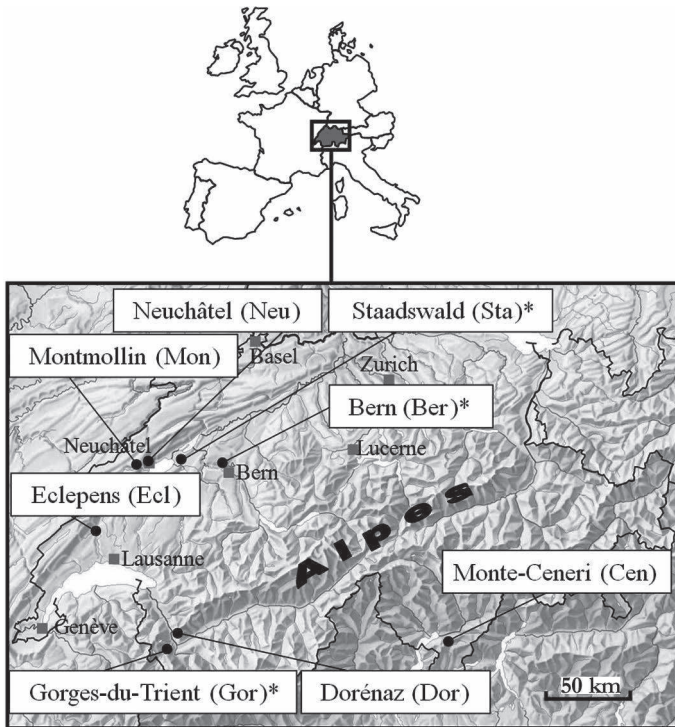 Neuchâtel (Neu)
Staadswald (Sta)*
Montmollin (Mon)
Basel
Zurich
Bern (Ber)*
Neuchâtel
Lucerne
Bern
Eclepens (Ecl)
Alpes
Lausanne
Monte-Ceneri (Cen)
Genève
Gorges-du-Trient (Gor)*
Dorénaz (Dor)
50 km